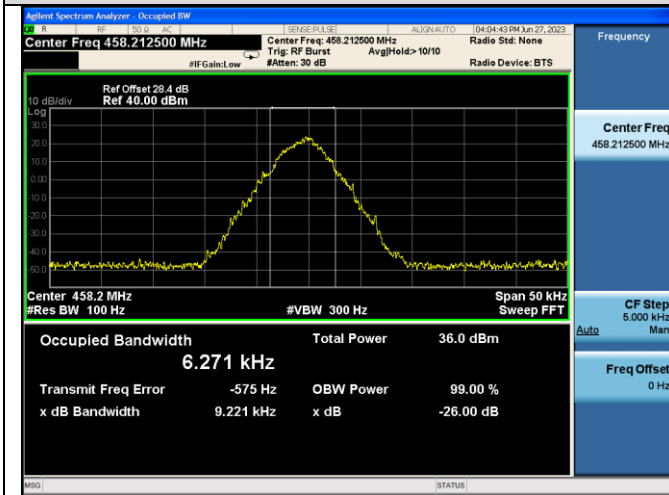 Agilent Spectrum Analyzer - Occupied BW
R RF 50 Ω AC SENSE:PULSE ALIGN AUTO 04:04:43 PM Jun 27, 2023
Center Freq 458.212500 MHz
Center Freq: 458.212500 MHz
Radio Std: None
Trig: RF Burst Avg|Hold>10/10
#IFGain:Low #Atten: 30 dB Radio Device: BTS
Frequency
Ref Offset 28.4 dB
10 dB/div Ref 40.00 dBm
Log
30.0
20.0
10.0
0.00
-10.0
-20.0
-30.0
-40.0
-50.0
Center 458.2 MHz Span 50 kHz
#Res BW 100 Hz #VBW 300 Hz Sweep FFT
Occupied Bandwidth Total Power 36.0 dBm
6.271 kHz
Transmit Freq Error -575 Hz OBW Power 99.00 %
x dB Bandwidth 9.221 kHz x dB -26.00 dB
Center Freq
458.212500 MHz
CF Step
5.000 kHz
Auto Man
Freq Offset
0 Hz
MSG STATUS